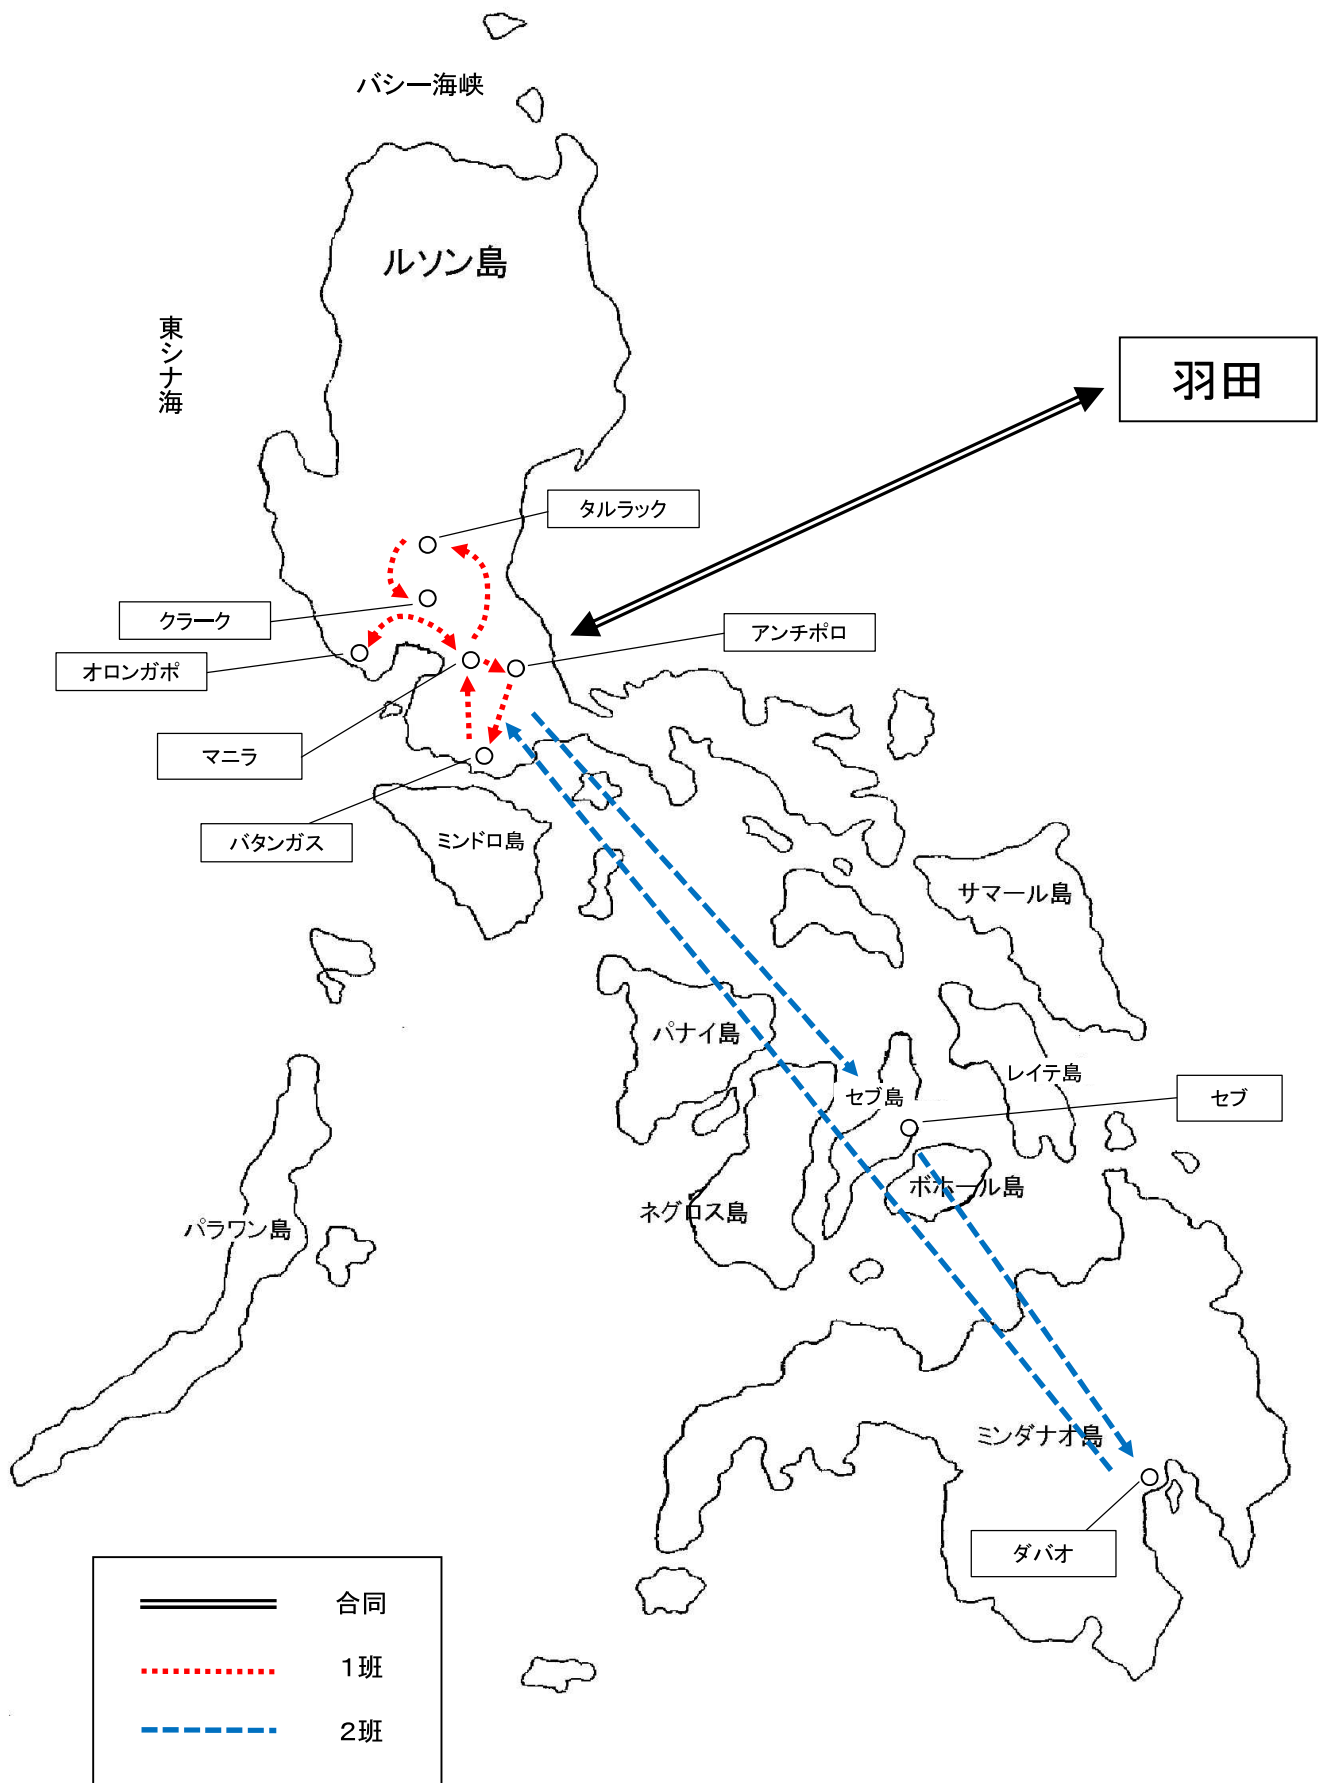 バシー海峡
ルソン島
東シナ海
羽田
タルラック
クラーク
アンチポロ
オロンガポ
マニラ
バタンガス
ミンドロ島
サマール島
パナイ島
レイテ島
セブ島
セブ
ボホール島
ネグロス島
パラワン島
ミンダナオ島
ダバオ
合同
1班
2班